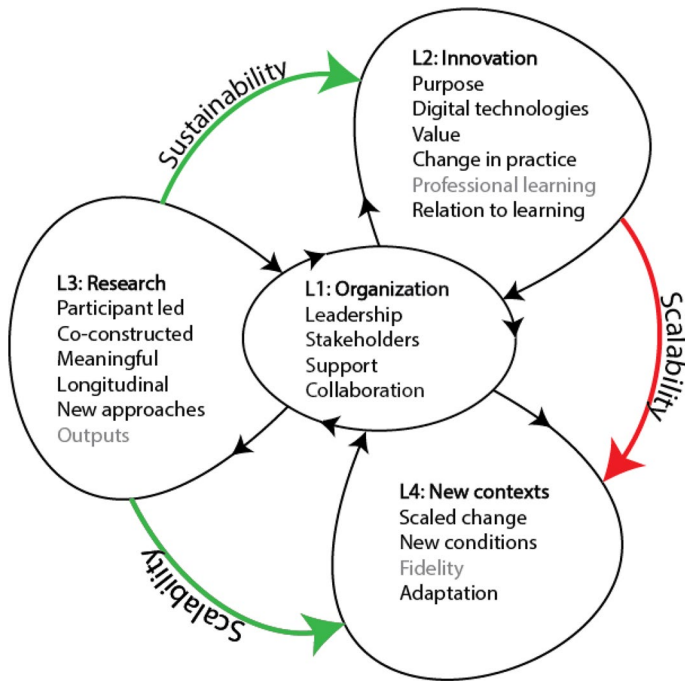 Sustainability
L2: Innovation
Purpose
Digital technologies
Value
Change in practice
Professional learning
Relation to learning
L3: Research
Participant led
Co-constructed
Meaningful
Longitudinal
New approaches
Outputs
L1: Organization
Leadership
Stakeholders
Support
Collaboration
Scalability
L4: New contexts
Scaled change
New conditions
Fidelity
Adaptation
Scalability